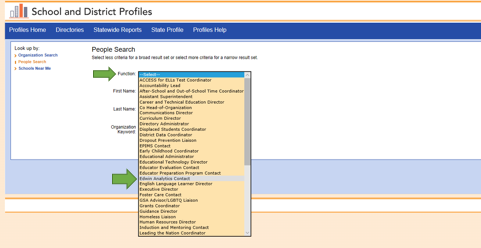 School and District Profiles
Profiles Home Directories Statewide Reports State Profile Profiles Help
Look up by:
Organization Search
People Search
Schools Near Me
People Search
Select less criteria for a broad result set or select more criteria for a narrow result set
Function: --Select--
ACCESS for ELLs Test Coordinator
Accountability Lead
First Name: After-School and Out-of-School Time Coordinator
Assistant Superintendent
Career and Technical Education Director
Last Name: Co Head-of-Organization
Communications Director
Curriculum Director
Directory Administrator
Organization Keyword: Displaced Students Coordinator
District Data Coordinator
Dropout Prevention Liaison
EPIMS Contact
Early Childhood Coordinator
Educational Administrator
Educational Technology Director
Educator Evaluation Contact
Educator Preparation Program Contact
Edwin Analytics Contact
English Language Learner Director
Executive Director
Foster Care Contact
GSA Advisor/LGBTQ Liaison
Grants Coordinator
Guidance Director
Homeless Liaison
Human Resources Director
Induction and Mentoring Contact
Leading the Nation Coordinator